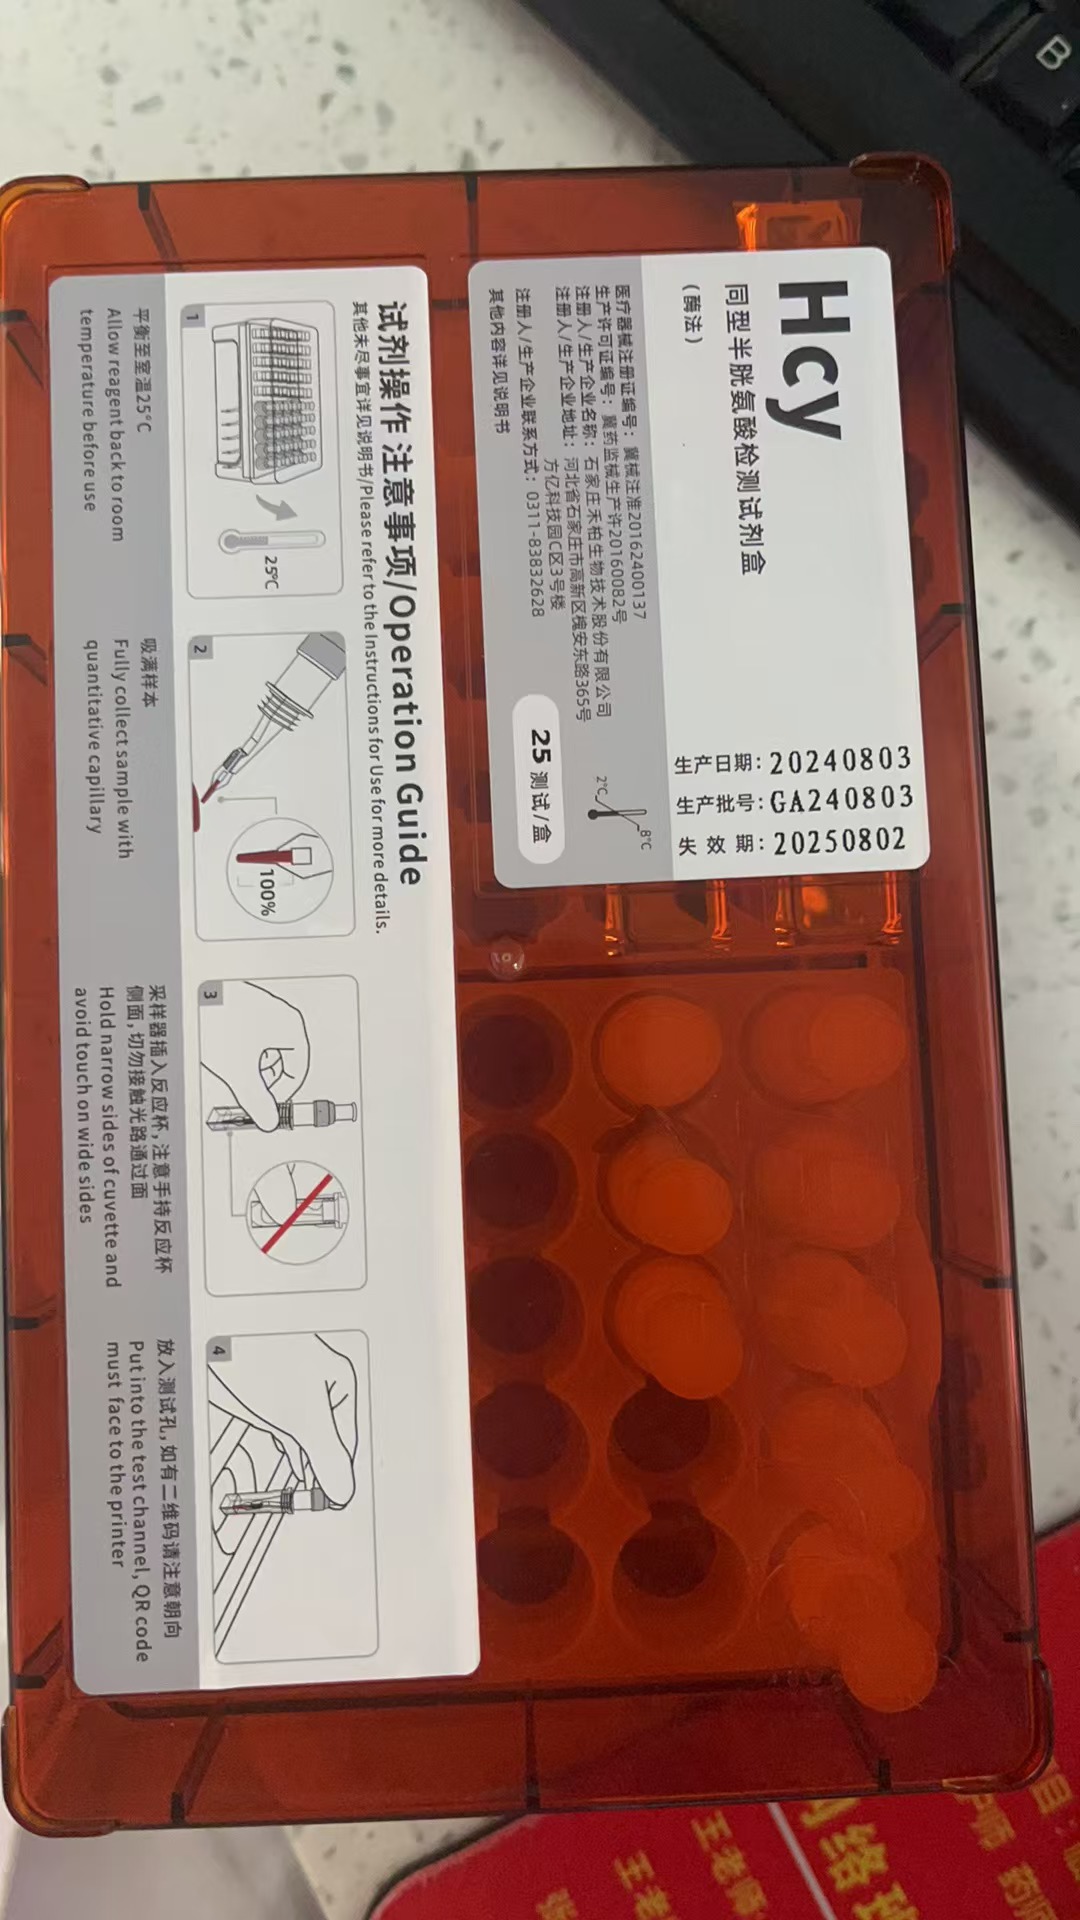 Hcy
同型半胱氨酸检测试剂盒
（酶法）
生产日期：20240803
生产批号：GA240803
失 效 期：20250802
医疗器械注册证编号：冀械注准20162400137
生产许可证编号：冀药监械生产许20160082号
注册人/生产企业名称：石家庄禾柏生物技术股份有限公司
注册人/生产企业地址：河北省石家庄市高新区槐安东路365号
方亿科技园C区3号楼
注册人/生产企业联系方式：0311-83832628
其他内容详见说明书
2°C
8°C
25 测试/盒
试剂操作注意事项/Operation Guide
其他未尽事宜详见说明书/Please refer to the Instructions for Use for more details.
1
25°C
平衡至室温25°C
Allow reagent back to room
temperature before use
2
100%
吸满样本
Fully collect sample with
quantitative capillary
3
采样器插入反应杯，注意手持反应杯
侧面，切勿接触光路通过面
Hold narrow sides of cuvette and
avoid touch on wide sides
4
放入测试孔，如有二维码请注意朝向
Put into the test channel, QR code
must face to the printer
B
王老师
王老
药师